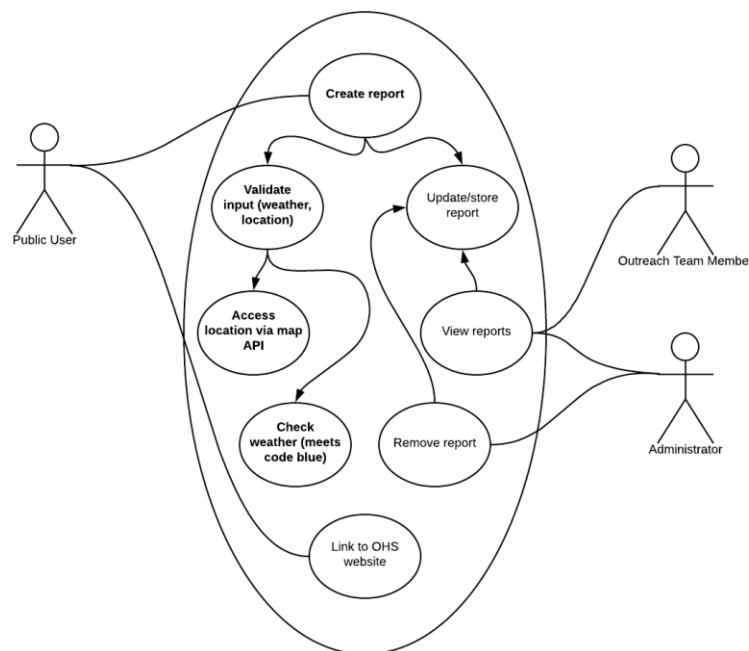 Create report
Validate
input (weather,
location)
Update/store
report
Public User
Outreach Team Membe
Access
location via map
API
View reports
Check
weather (meets
code blue)
Remove report
Administrator
Link to OHS
website